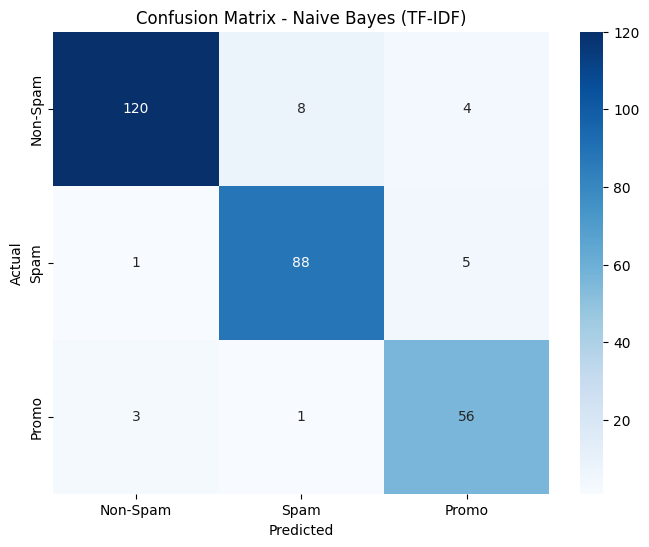 Confusion Matrix - Naive Bayes (TF-IDF)
Non-Spam
120
8
4
Actual
Spam
1
88
5
Promo
3
1
56
Non-Spam
Spam
Promo
Predicted
120
100
80
60
40
20